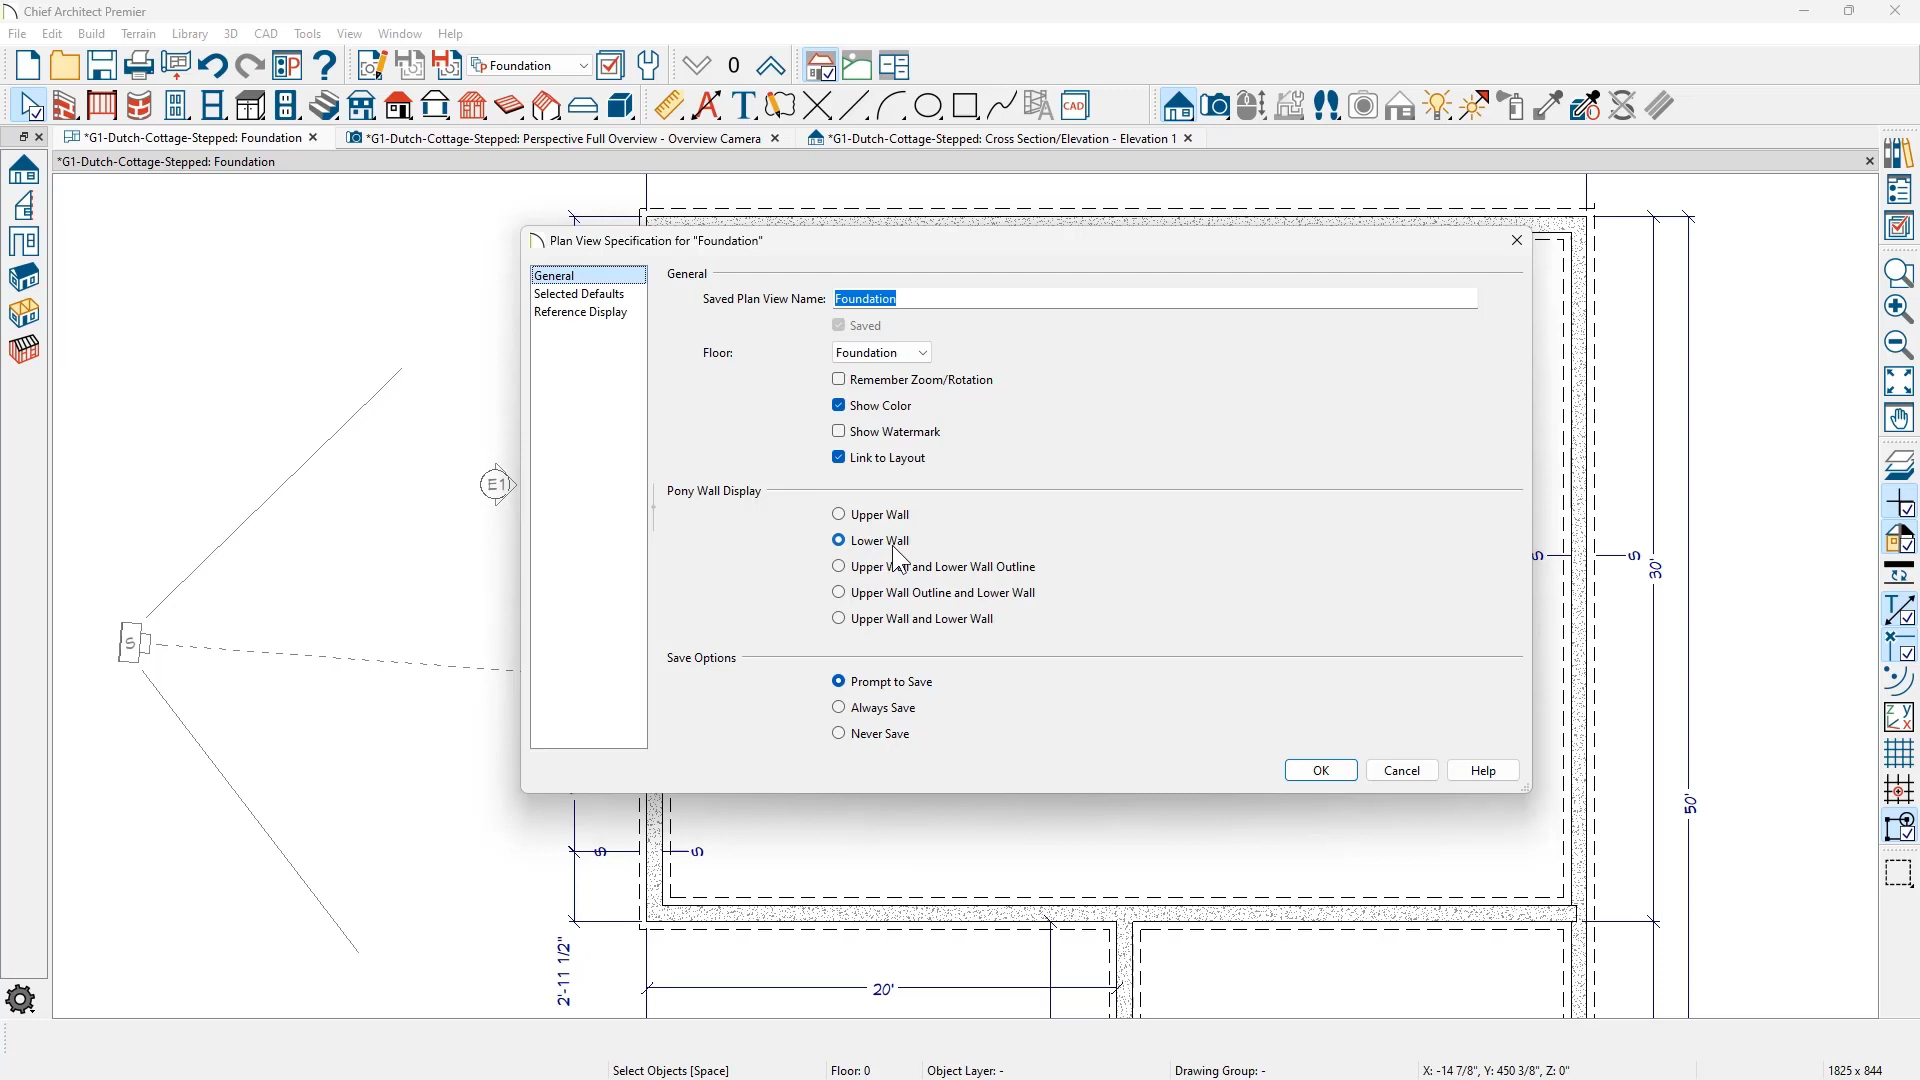 Chief Architect Premier
File Edit Build Terrain Library 3D CAD Tools View Window Help
Foundation 0
T CAD
*G1-Dutch-Cottage-Stepped: Foundation *G1-Dutch-Cottage-Stepped: Perspective Full Overview - Overview Camera *G1-Dutch-Cottage-Stepped: Cross Section/Elevation - Elevation 1
*G1-Dutch-Cottage-Stepped: Foundation
Plan View Specification for "Foundation"
General
Selected Defaults
Reference Display
General
Saved Plan View Name: Foundation
Saved
Floor: Foundation
Remember Zoom/Rotation
Show Color
Show Watermark
Link to Layout
Pony Wall Display
Upper Wall
Lower Wall
and Lower Wall Outline
Upper Wall Outline and Lower Wall
Upper Wall and Lower Wall
Save Options
Prompt to Save
Always Save
Never Save
OK Cancel Help
E1
S
S S
30'
50'
S S
2'-11 1/2"
20'
Select Objects [Space] Floor: 0 Object Layer: - Drawing Group: - X: -14 7/8", Y: 450 3/8", Z: 0" 1825 x 844